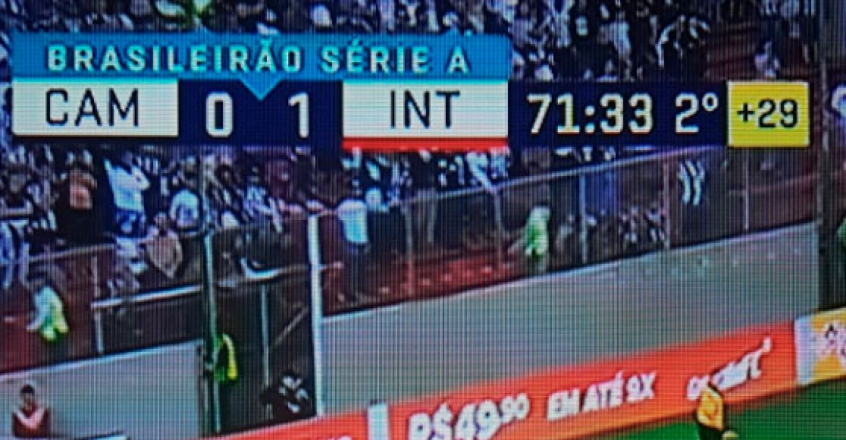 BRASILEIRÃO SÉRIE A
CAM 0 1 INT 71:33 2° +29
R$49,90 EM ATÉ 9X